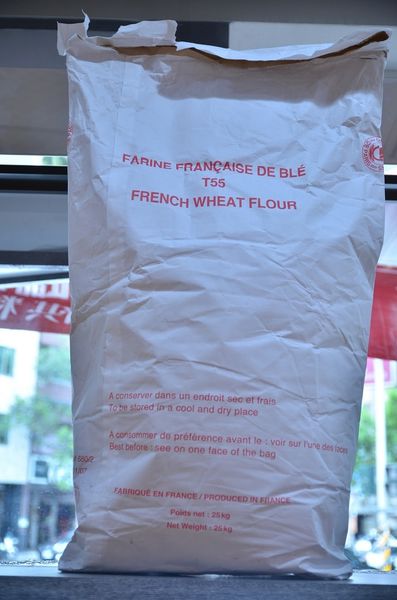 FARINE FRANÇAISE DE BLÉ
T55
FRENCH WHEAT FLOUR
A conserver dans un endroit sec et frais
To be stored in a cool and dry place
A consommer de préférence avant le : voir sur l'une des faces
Best before : see on one face of the bag
FABRIQUÉ EN FRANCE / PRODUCED IN FRANCE
Poids net : 25 kg
Net Weight : 25 kg